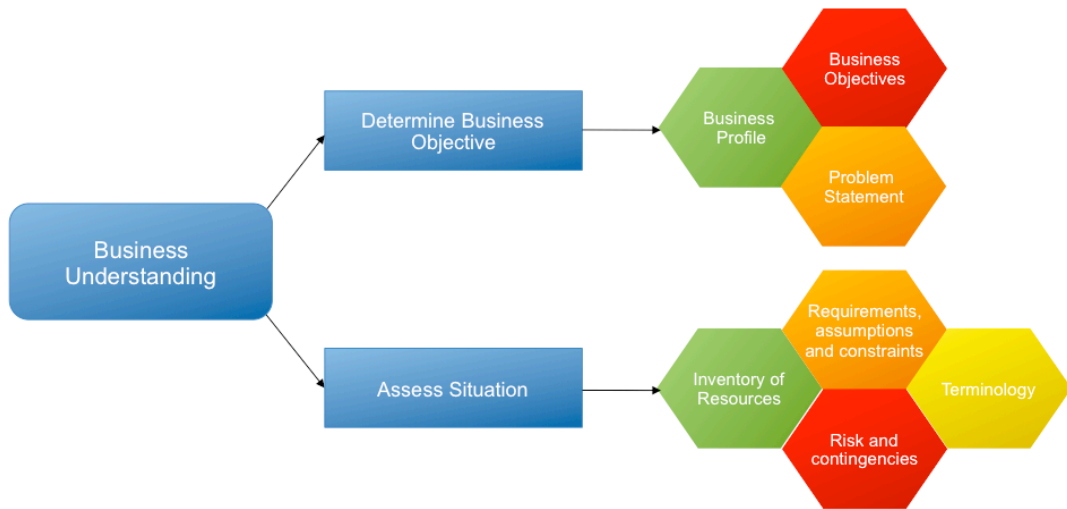 Business
Objectives
Determine Business
Objective
Business
Profile
Problem
Statement
Business
Understanding
Requirements,
assumptions
and constraints
Assess Situation
Inventory of
Resources
Terminology
Risk and
contingencies